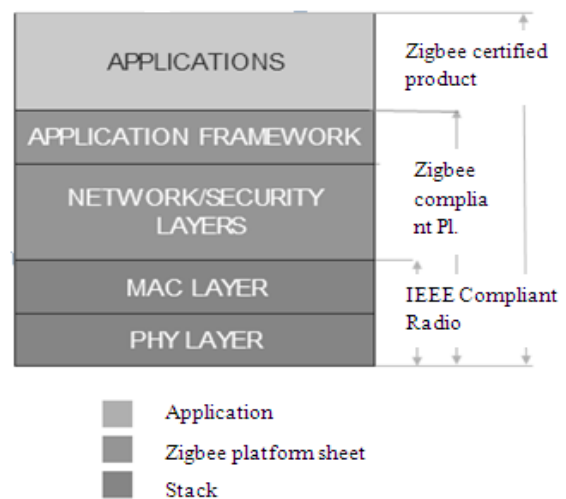 APPLICATIONS
Zigbee certified
product
APPLICATION FRAMEWORK
Zigbee
complia
nt Pl.
NETWORK/SECURITY
LAYERS
MAC LAYER
IEEE Compliant
Radio
PHY LAYER
Application
Zigbee platform sheet
Stack